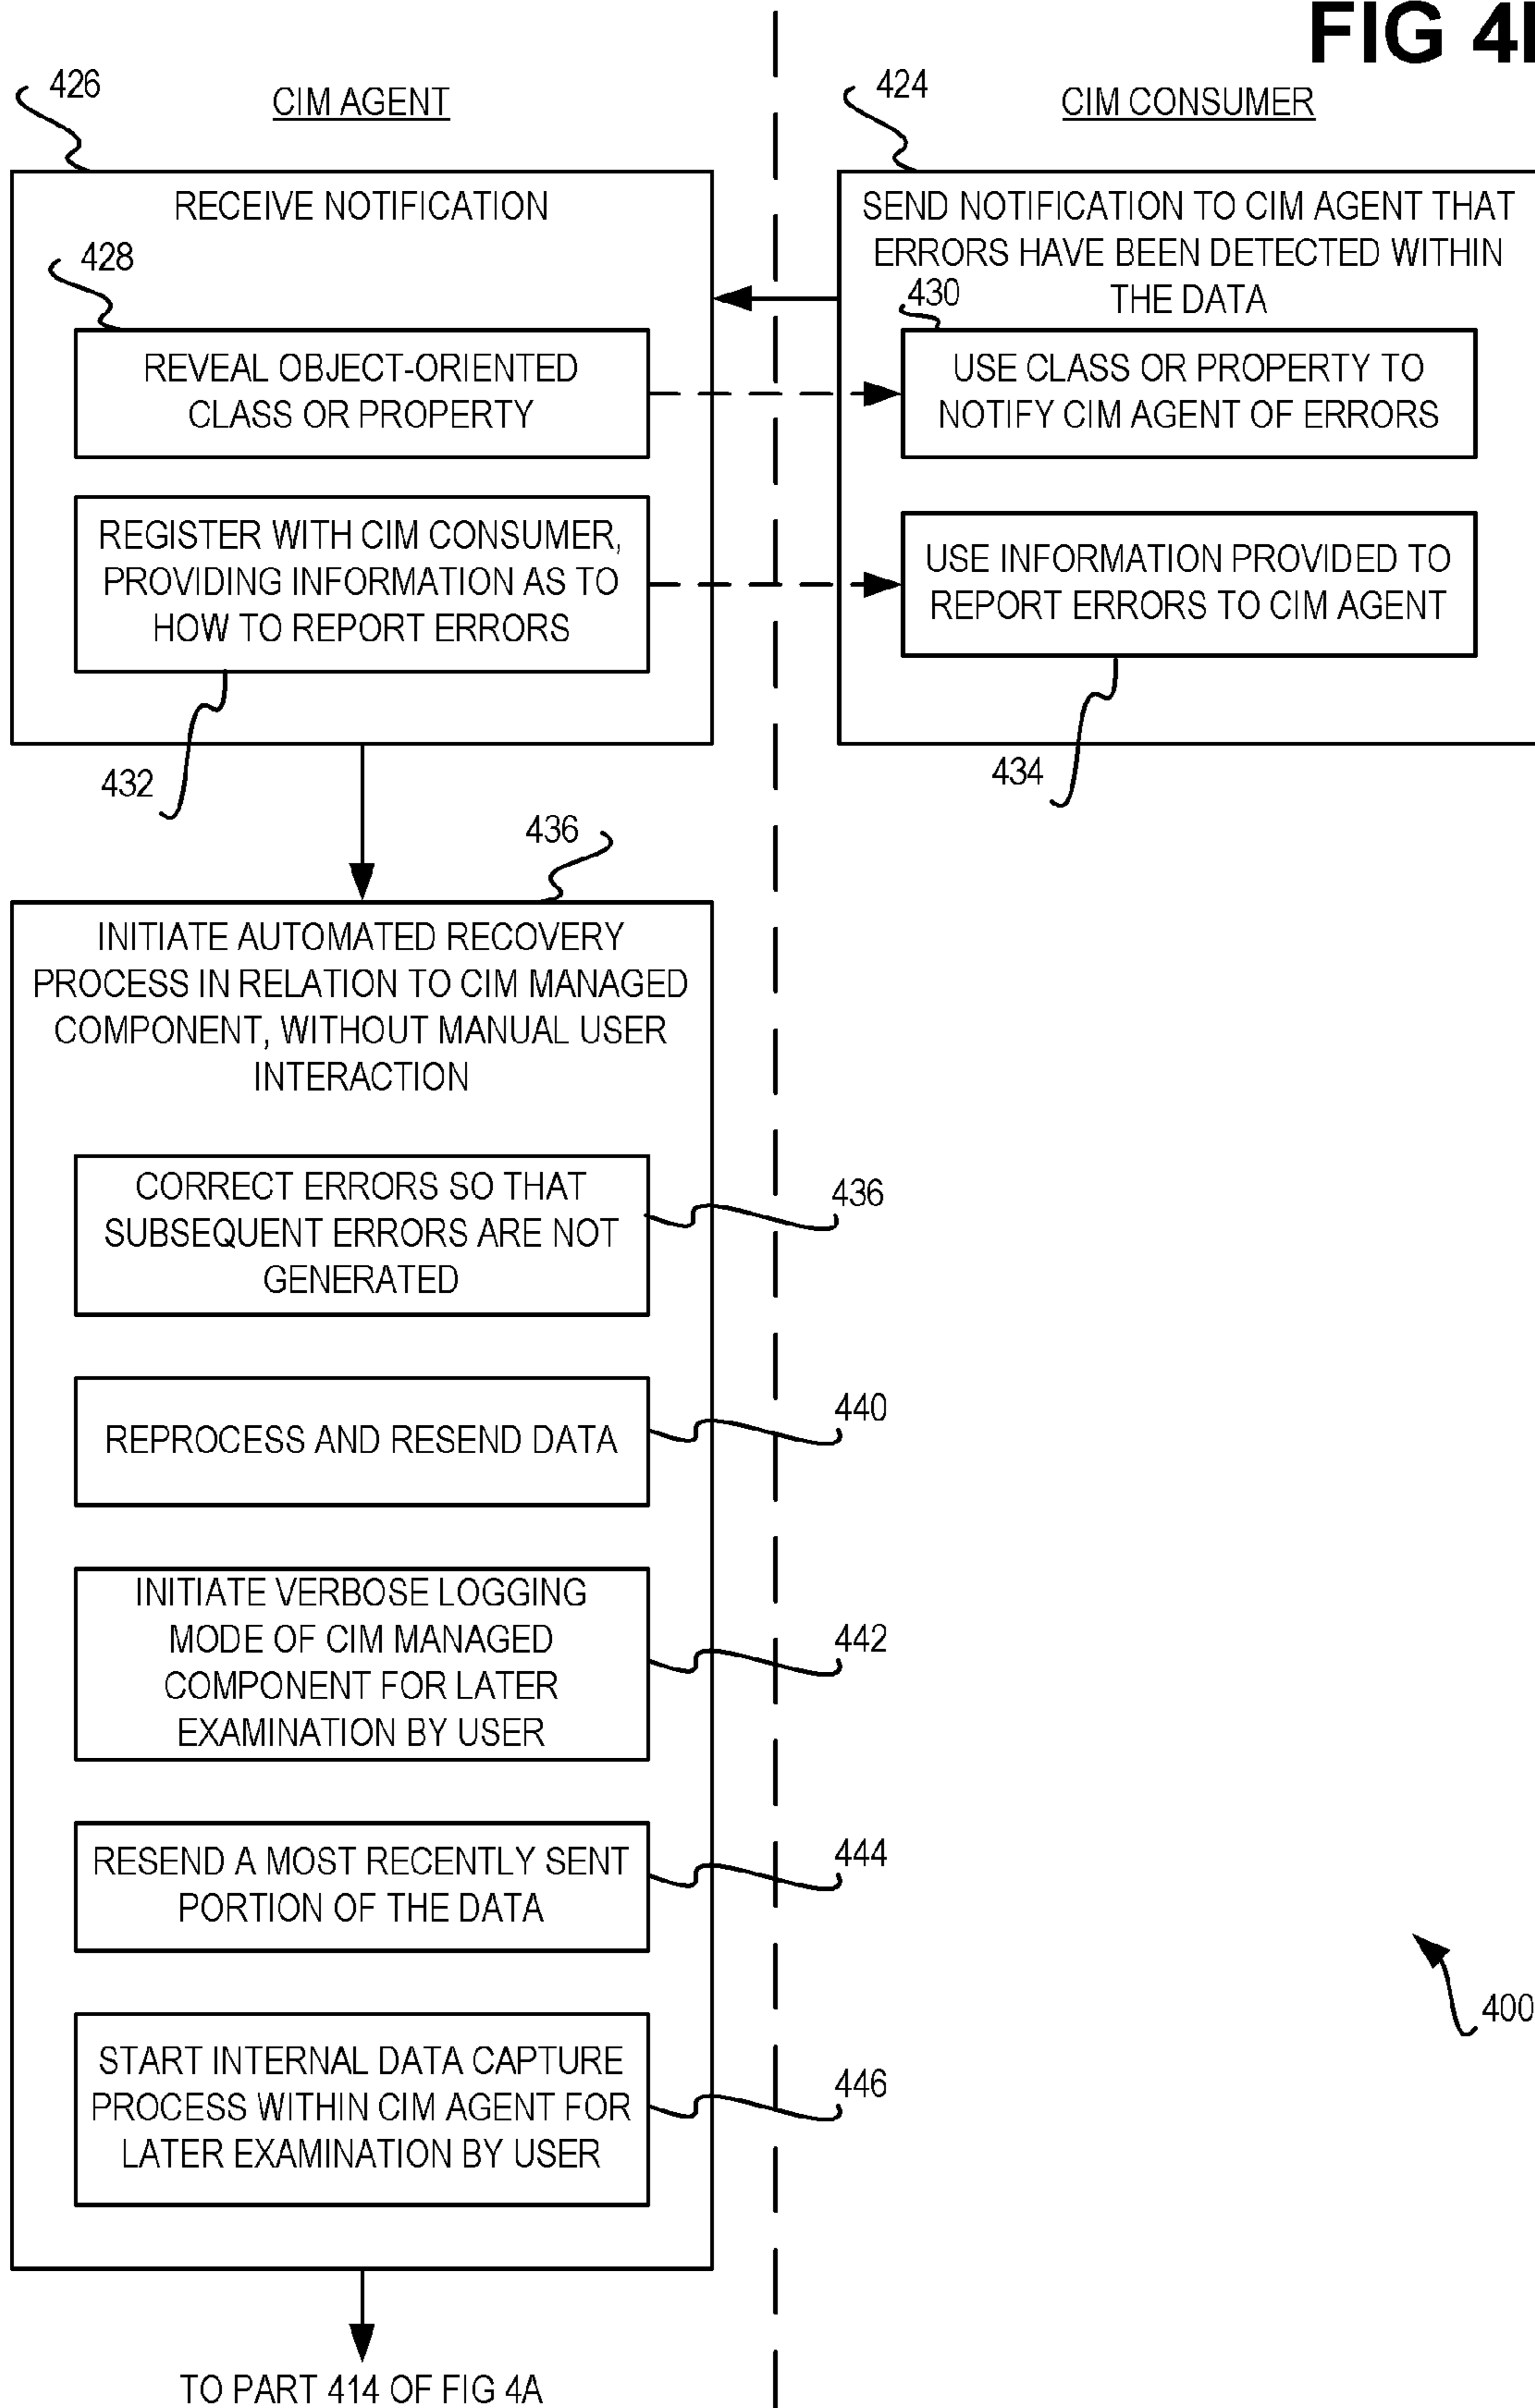 FIG 4
426
CIM AGENT
424
CIM CONSUMER
RECEIVE NOTIFICATION
428
REVEAL OBJECT-ORIENTED
CLASS OR PROPERTY
REGISTER WITH CIM CONSUMER,
PROVIDING INFORMATION AS TO
HOW TO REPORT ERRORS
432
SEND NOTIFICATION TO CIM AGENT THAT
ERRORS HAVE BEEN DETECTED WITHIN
THE DATA
430
USE CLASS OR PROPERTY TO
NOTIFY CIM AGENT OF ERRORS
USE INFORMATION PROVIDED TO
REPORT ERRORS TO CIM AGENT
434
436
INITIATE AUTOMATED RECOVERY
PROCESS IN RELATION TO CIM MANAGED
COMPONENT, WITHOUT MANUAL USER
INTERACTION
CORRECT ERRORS SO THAT
SUBSEQUENT ERRORS ARE NOT
GENERATED
436
REPROCESS AND RESEND DATA
440
INITIATE VERBOSE LOGGING
MODE OF CIM MANAGED
COMPONENT FOR LATER
EXAMINATION BY USER
442
RESEND A MOST RECENTLY SENT
PORTION OF THE DATA
444
START INTERNAL DATA CAPTURE
PROCESS WITHIN CIM AGENT FOR
LATER EXAMINATION BY USER
446
400
TO PART 414 OF FIG 4A